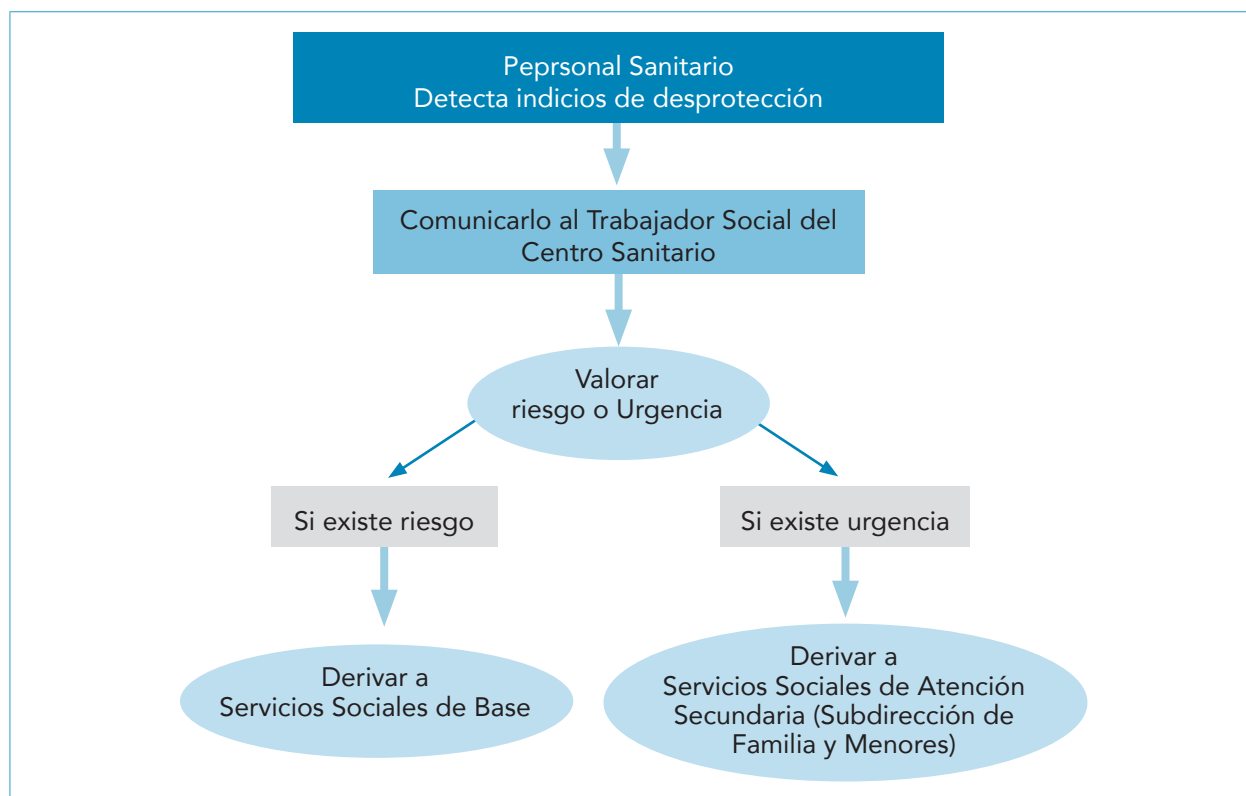 Peprsonal Sanitario
Detecta indicios de desprotección
Comunicarlo al Trabajador Social del
Centro Sanitario
Valorar
riesgo o Urgencia
Si existe riesgo
Si existe urgencia
Derivar a
Servicios Sociales de Base
Derivar a
Servicios Sociales de Atención
Secundaria (Subdirección de
Familia y Menores)